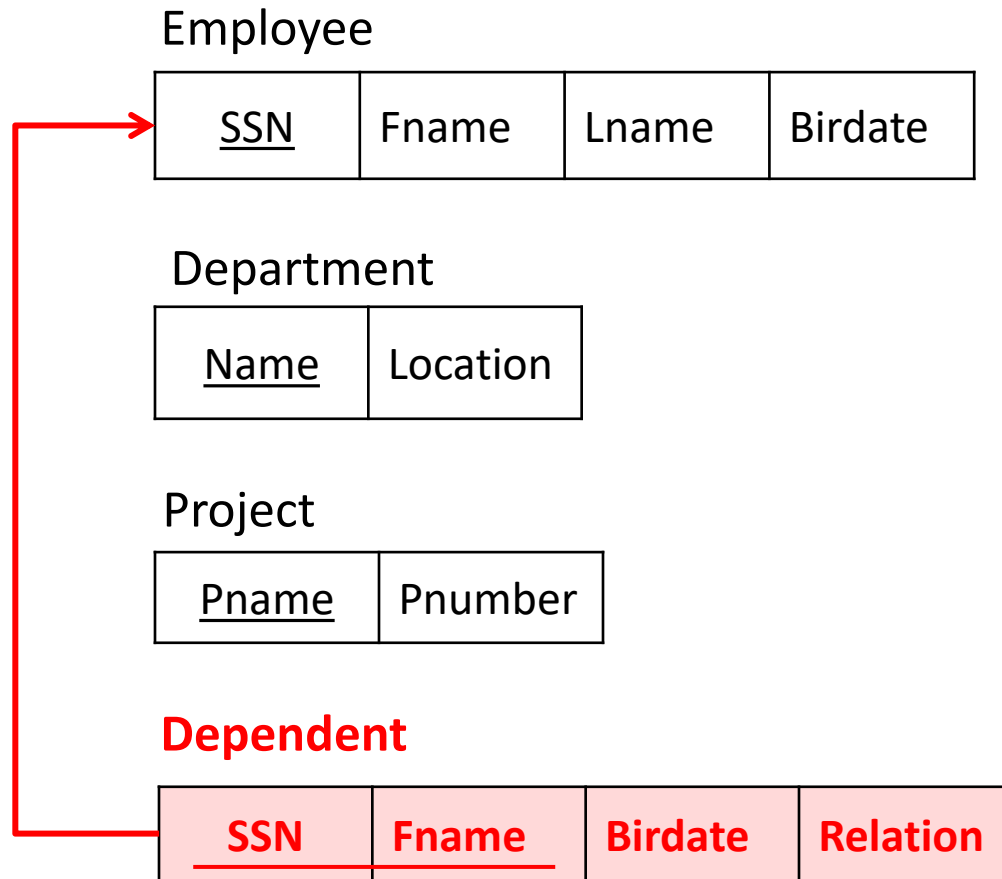 Employee
SSN Fname Lname Birdate
Department
Name Location
Project
Pname Pnumber
Dependent
SSN Fname Birdate Relation